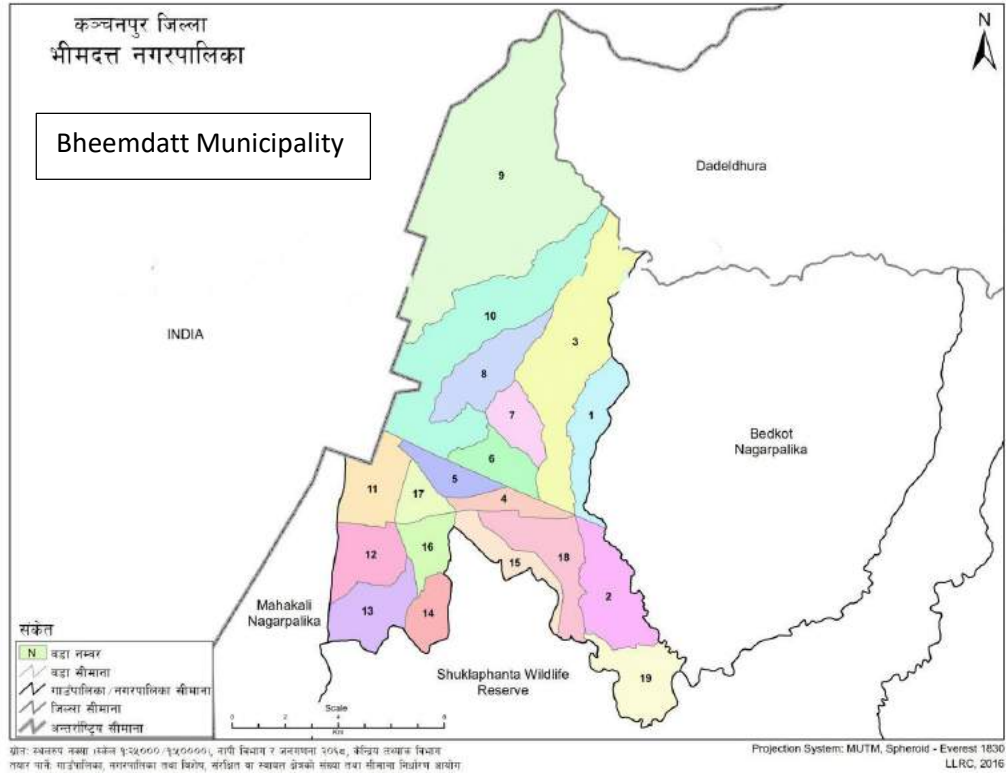 कञ्चनपुर जिल्ला
भीमदत्त नगरपालिका
N
Bheemdatt Municipality
Dadeldhura
9
INDIA
10
3
8
7
1
Bedkot
Nagarpalika
6
5
11
17
4
12
16
15
18
2
13
14
Mahakali
Nagarpalika
19
Shuklaphanta Wildlife
Reserve
संकेत
N वडा नम्बर
वडा सीमाना
गाउँपालिका/नगरपालिका सीमाना
जिल्ला सीमाना
अन्तर्राष्ट्रिय सीमाना
Scale
0 2 4 8
KM
Projection System: MUTM, Spheroid - Everest 1830
LLRC, 2016